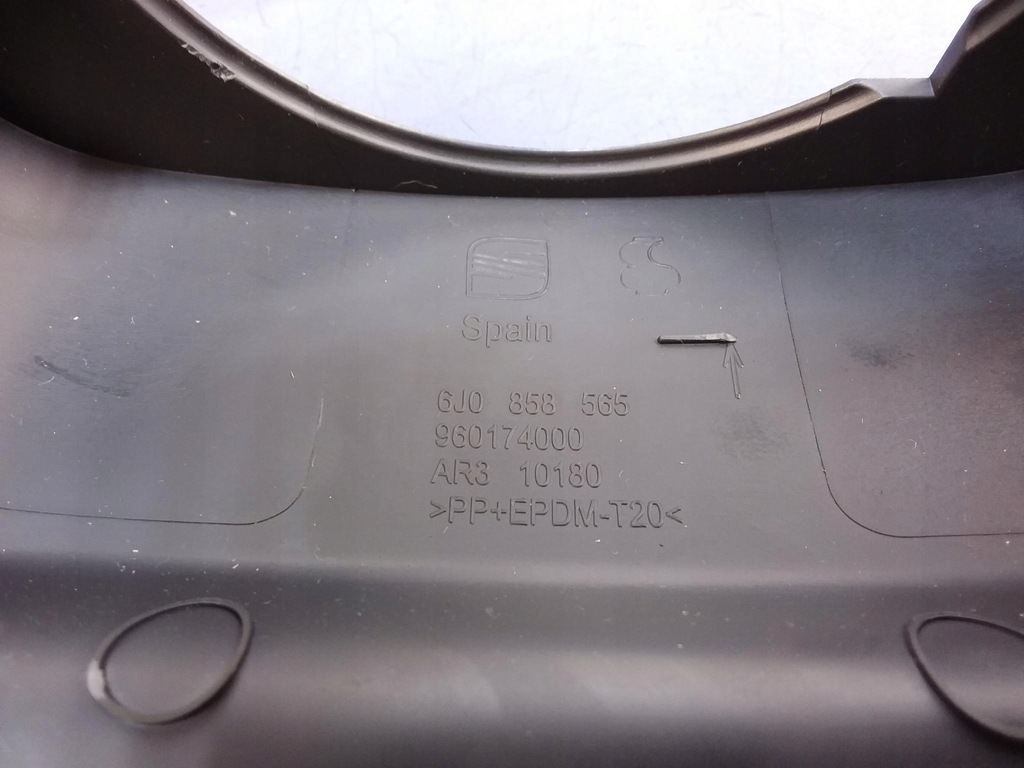 Spain
6J0 858 565
960174000
AR3 10180
>PP+EPDM-T20<